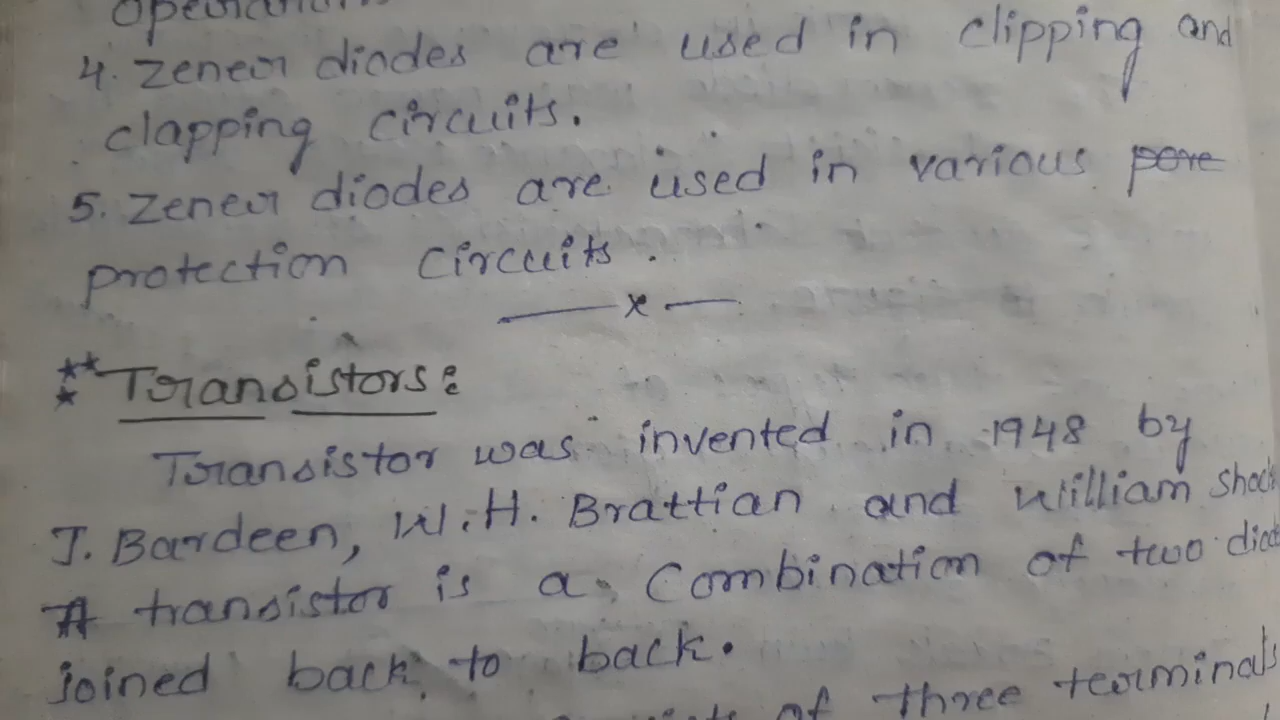 4. Zener diodes are used in clipping and
clapping circuits.
5. Zener diodes are used in various pore
protection circuits.
x
Transistors:
Transistor was invented in 1948 by
J. Bardeen, W.H. Brattian and William Shock
A transistor is a combination of two diod
joined back to back.
of three terminals